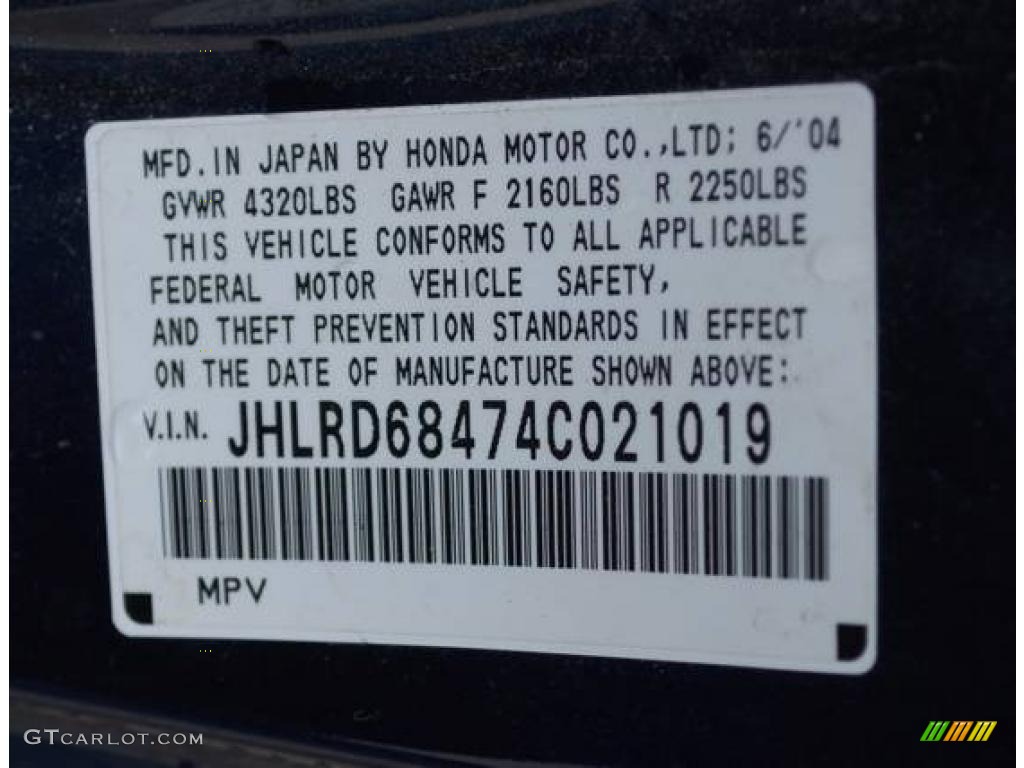 MFD.IN JAPAN BY HONDA MOTOR CO.,LTD; 6/'04
GVWR 4320LBS GAWR F 2160LBS R 2250LBS
THIS VEHICLE CONFORMS TO ALL APPLICABLE
FEDERAL MOTOR VEHICLE SAFETY,
AND THEFT PREVENTION STANDARDS IN EFFECT
ON THE DATE OF MANUFACTURE SHOWN ABOVE:
V.I.N. JHLRD68474C021019
MPV
GTCARLOT.COM